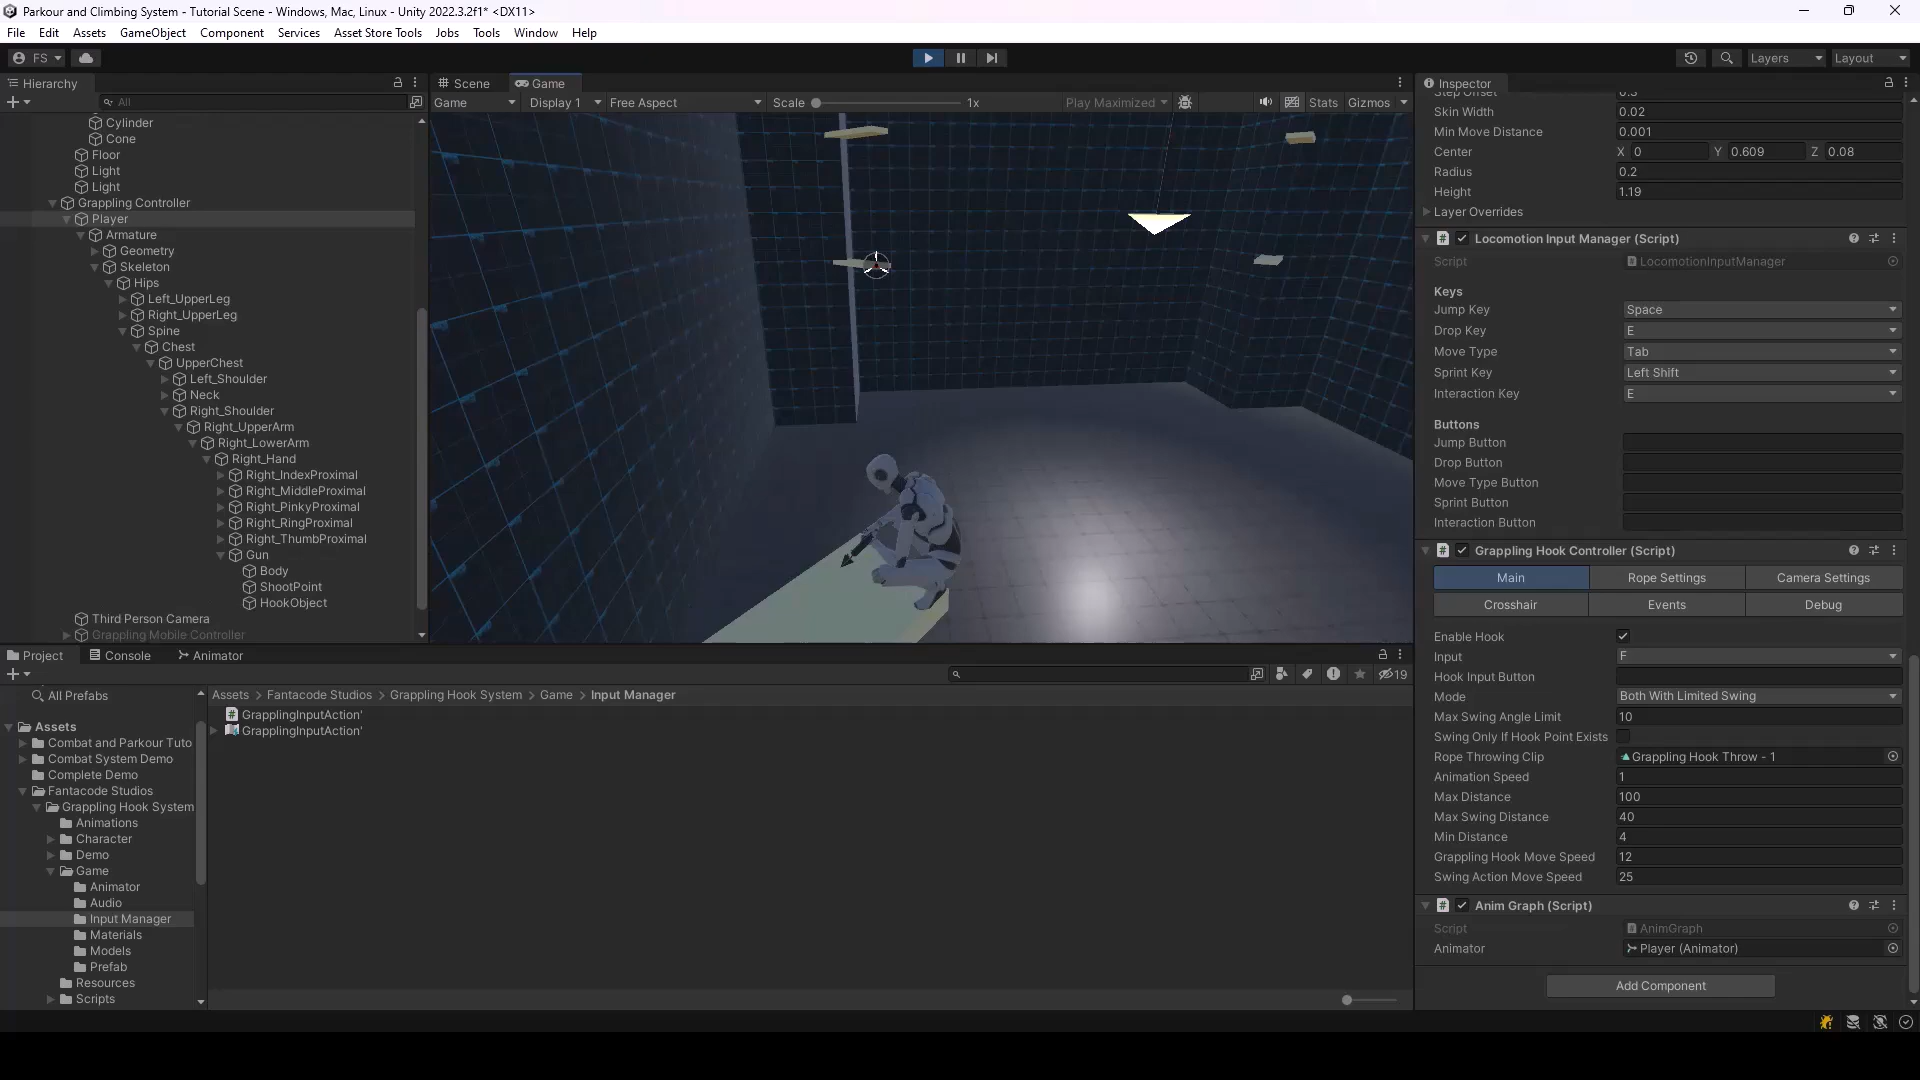 Parkour and Climbing System - Tutorial Scene - Windows, Mac, Linux - Unity 2022.3.2f1* <DX11>
File Edit Assets GameObject Component Services Asset Store Tools Jobs Tools Window Help
FS Layers Layout
Hierarchy
All
Cylinder
Cone
Floor
Light
Light
Grappling Controller
Player
Armature
Geometry
Skeleton
Hips
Left_UpperLeg
Right_UpperLeg
Spine
Chest
UpperChest
Left_Shoulder
Neck
Right_Shoulder
Right_UpperArm
Right_LowerArm
Right_Hand
Right_IndexProximal
Right_MiddleProximal
Right_PinkyProximal
Right_RingProximal
Right_ThumbProximal
Gun
Body
ShootPoint
HookObject
Third Person Camera
Grappling Mobile Controller
Scene Game
Game Display 1 Free Aspect Scale 1x Play Maximized Stats Gizmos
Inspector
Step Offset 0.3
Skin Width 0.02
Min Move Distance 0.001
Center X 0 Y 0.609 Z 0.08
Radius 0.2
Height 1.19
Layer Overrides
# Locomotion Input Manager (Script)
Script LocomotionInputManager
Keys
Jump Key Space
Drop Key E
Move Type Tab
Sprint Key Left Shift
Interaction Key E
Buttons
Jump Button
Drop Button
Move Type Button
Sprint Button
Interaction Button
# Grappling Hook Controller (Script)
Main Rope Settings Camera Settings
Crosshair Events Debug
Enable Hook
Input F
Hook Input Button
Mode Both With Limited Swing
Max Swing Angle Limit 10
Swing Only If Hook Point Exists
Rope Throwing Clip Grappling Hook Throw - 1
Animation Speed 1
Max Distance 100
Max Swing Distance 40
Min Distance 4
Grappling Hook Move Speed 12
Swing Action Move Speed 25
# Anim Graph (Script)
Script AnimGraph
Animator Player (Animator)
Add Component
Project Console Animator
19
All Prefabs
Assets
Combat and Parkour Tuto
Combat System Demo
Complete Demo
Fantacode Studios
Grappling Hook System
Animations
Character
Demo
Game
Animator
Audio
Input Manager
Materials
Models
Prefab
Resources
Scripts
Assets > Fantacode Studios > Grappling Hook System > Game > Input Manager
GrapplingInputAction'
GrapplingInputAction'